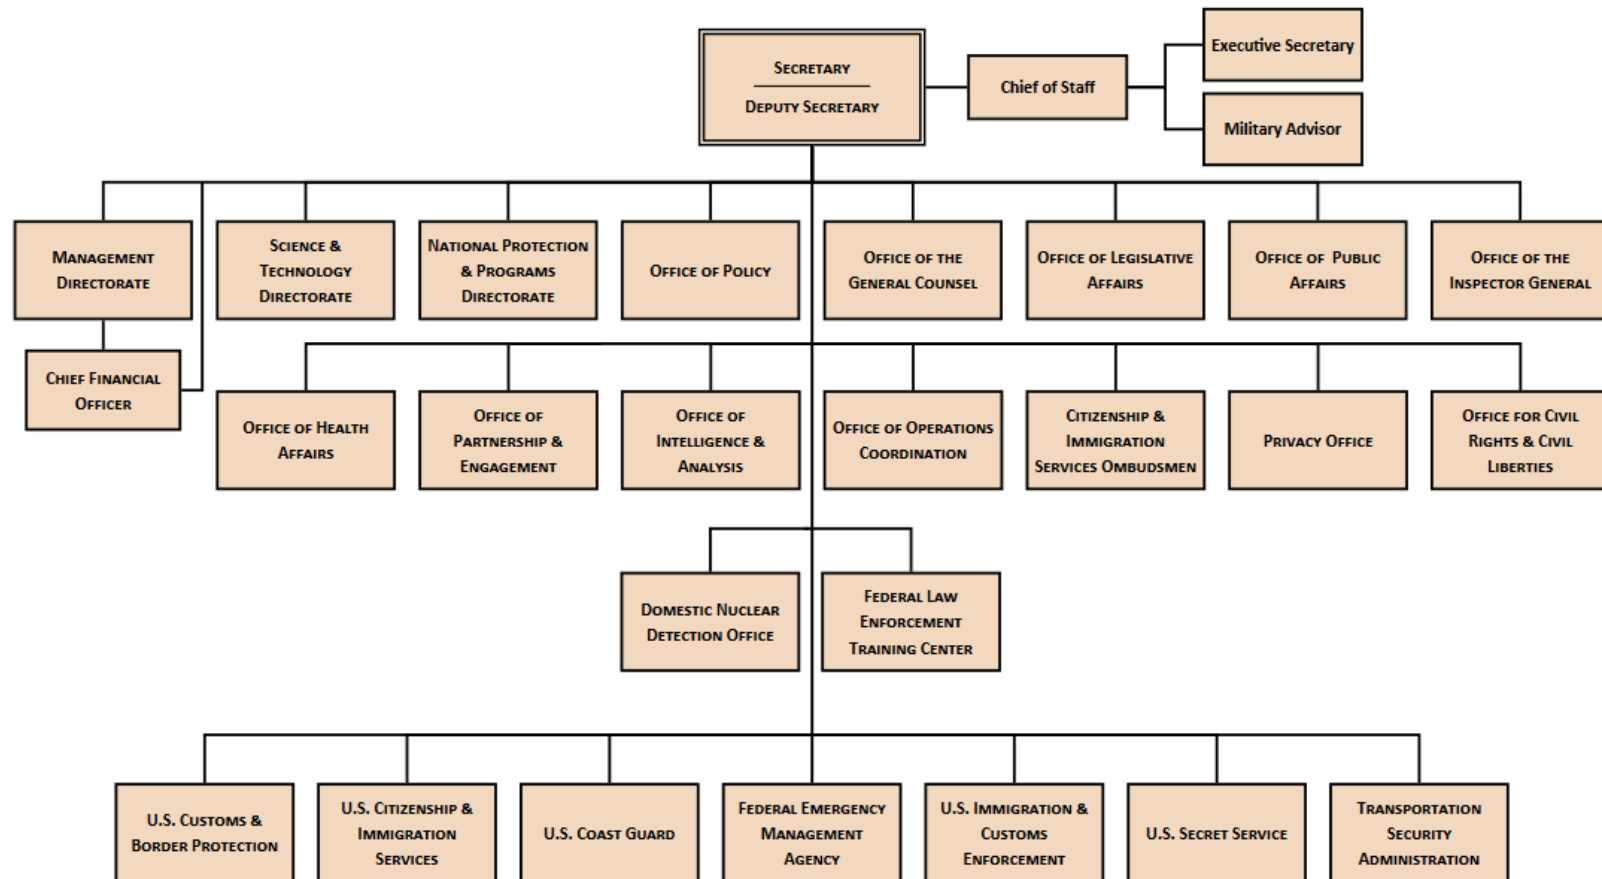 SECRETARY
DEPUTY SECRETARY
Chief of Staff
Executive Secretary
Military Advisor
MANAGEMENT
DIRECTORATE
SCIENCE &
TECHNOLOGY
DIRECTORATE
NATIONAL PROTECTION
& PROGRAMS
DIRECTORATE
OFFICE OF POLICY
OFFICE OF THE
GENERAL COUNSEL
OFFICE OF LEGISLATIVE
AFFAIRS
OFFICE OF PUBLIC
AFFAIRS
OFFICE OF THE
INSPECTOR GENERAL
CHIEF FINANCIAL
OFFICER
OFFICE OF HEALTH
AFFAIRS
OFFICE OF
PARTNERSHIP &
ENGAGEMENT
OFFICE OF
INTELLIGENCE &
ANALYSIS
OFFICE OF OPERATIONS
COORDINATION
CITIZENSHIP &
IMMIGRATION
SERVICES OMBUDSMEN
PRIVACY OFFICE
OFFICE FOR CIVIL
RIGHTS & CIVIL
LIBERTIES
DOMESTIC NUCLEAR
DETECTION OFFICE
FEDERAL LAW
ENFORCEMENT
TRAINING CENTER
U.S. CUSTOMS &
BORDER PROTECTION
U.S. CITIZENSHIP &
IMMIGRATION
SERVICES
U.S. COAST GUARD
FEDERAL EMERGENCY
MANAGEMENT
AGENCY
U.S. IMMIGRATION &
CUSTOMS
ENFORCEMENT
U.S. SECRET SERVICE
TRANSPORTATION
SECURITY
ADMINISTRATION